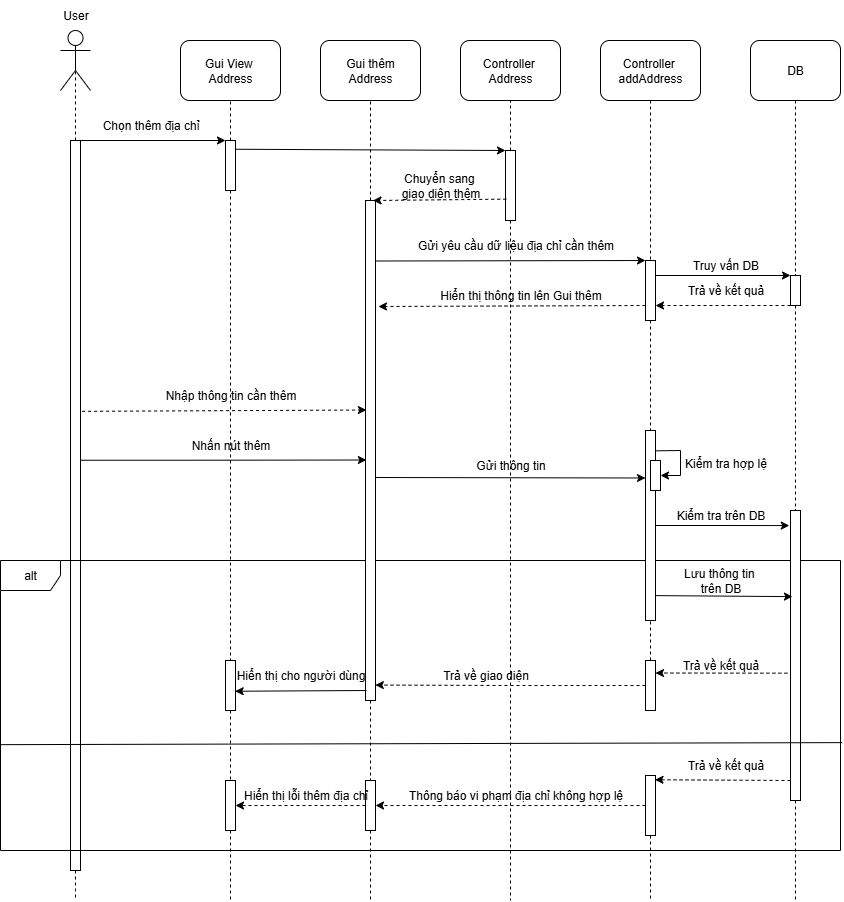 User
Gui View
Address
Gui thêm
Address
Controller
Address
Controller
addAddress
DB
Chọn thêm địa chỉ
Chuyển sang
giao diện thêm
Gửi yêu cầu dữ liệu địa chỉ cần thêm
Truy vấn DB
Trả về kết quả
Hiển thị thông tin lên Gui thêm
Nhập thông tin cần thêm
Nhấn nút thêm
Gửi thông tin
Kiểm tra hợp lệ
Kiểm tra trên DB
alt
Lưu thông tin
trên DB
Trả về kết quả
Hiển thị cho người dùng
Trả về giao diện
Trả về kết quả
Hiển thị lỗi thêm địa chỉ
Thông báo vi phạm địa chỉ không hợp lệ